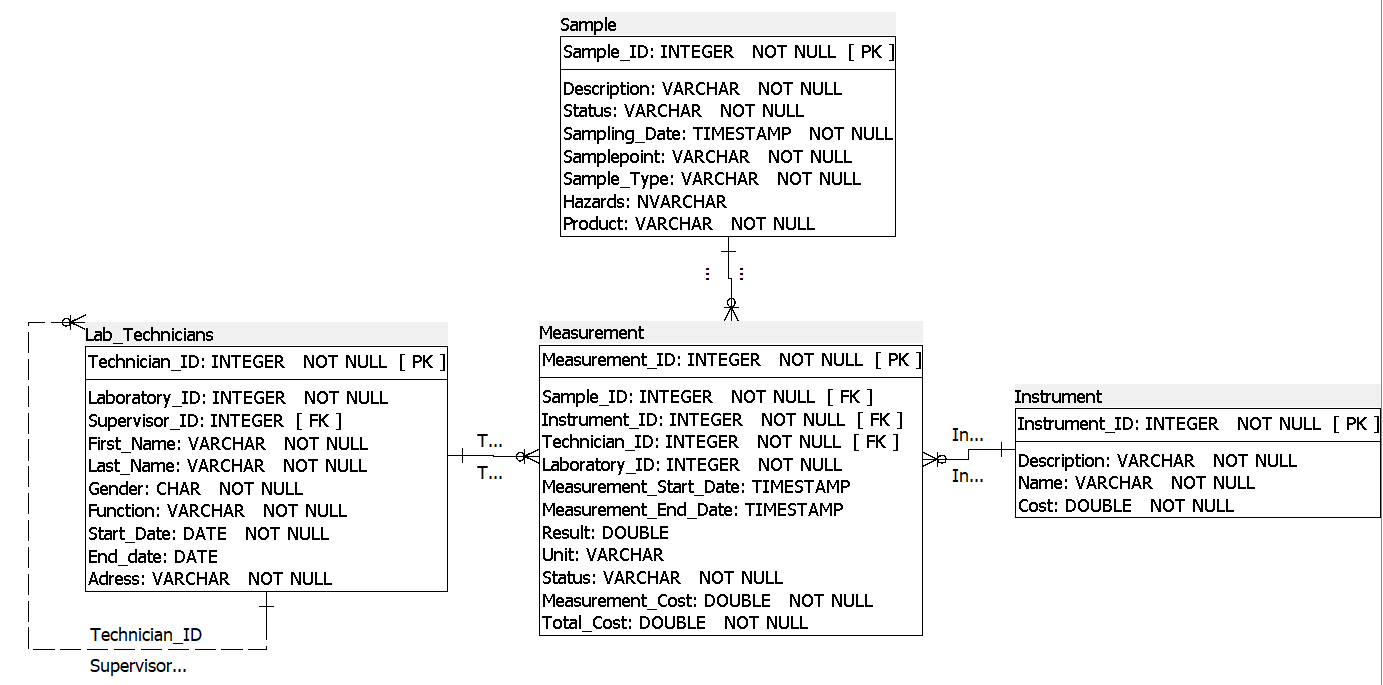 Sample
Sample_ID: INTEGER NOT NULL [ PK ]
Description: VARCHAR NOT NULL
Status: VARCHAR NOT NULL
Sampling_Date: TIMESTAMP NOT NULL
Samplepoint: VARCHAR NOT NULL
Sample_Type: VARCHAR NOT NULL
Hazards: NVARCHAR
Product: VARCHAR NOT NULL
Lab_Technicians
Technician_ID: INTEGER NOT NULL [ PK ]
Laboratory_ID: INTEGER NOT NULL
Supervisor_ID: INTEGER [ FK ]
First_Name: VARCHAR NOT NULL
Last_Name: VARCHAR NOT NULL
Gender: CHAR NOT NULL
Function: VARCHAR NOT NULL
Start_Date: DATE NOT NULL
End_date: DATE
Adress: VARCHAR NOT NULL
Technician_ID
Supervisor...
T...
T...
Measurement
Measurement_ID: INTEGER NOT NULL [ PK ]
Sample_ID: INTEGER NOT NULL [ FK ]
Instrument_ID: INTEGER NOT NULL [ FK ]
Technician_ID: INTEGER NOT NULL [ FK ]
Laboratory_ID: INTEGER NOT NULL
Measurement_Start_Date: TIMESTAMP
Measurement_End_Date: TIMESTAMP
Result: DOUBLE
Unit: VARCHAR
Status: VARCHAR NOT NULL
Measurement_Cost: DOUBLE NOT NULL
Total_Cost: DOUBLE NOT NULL
In...
In...
Instrument
Instrument_ID: INTEGER NOT NULL [ PK ]
Description: VARCHAR NOT NULL
Name: VARCHAR NOT NULL
Cost: DOUBLE NOT NULL